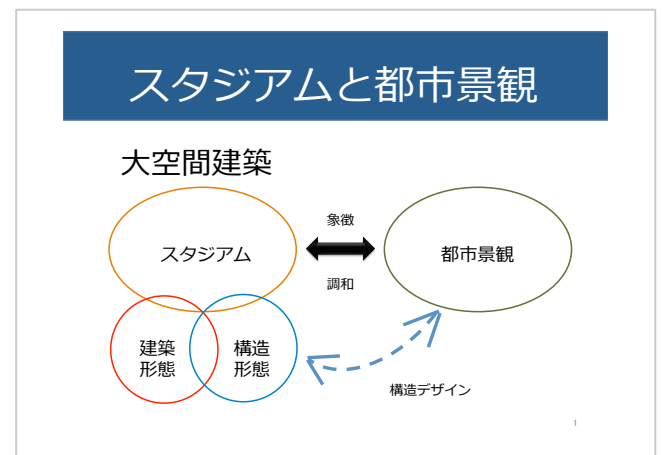 スタジアムと都市景観
大空間建築
象徴
スタジアム
都市景観
調和
建築
形態
構造
形態
構造デザイン
1